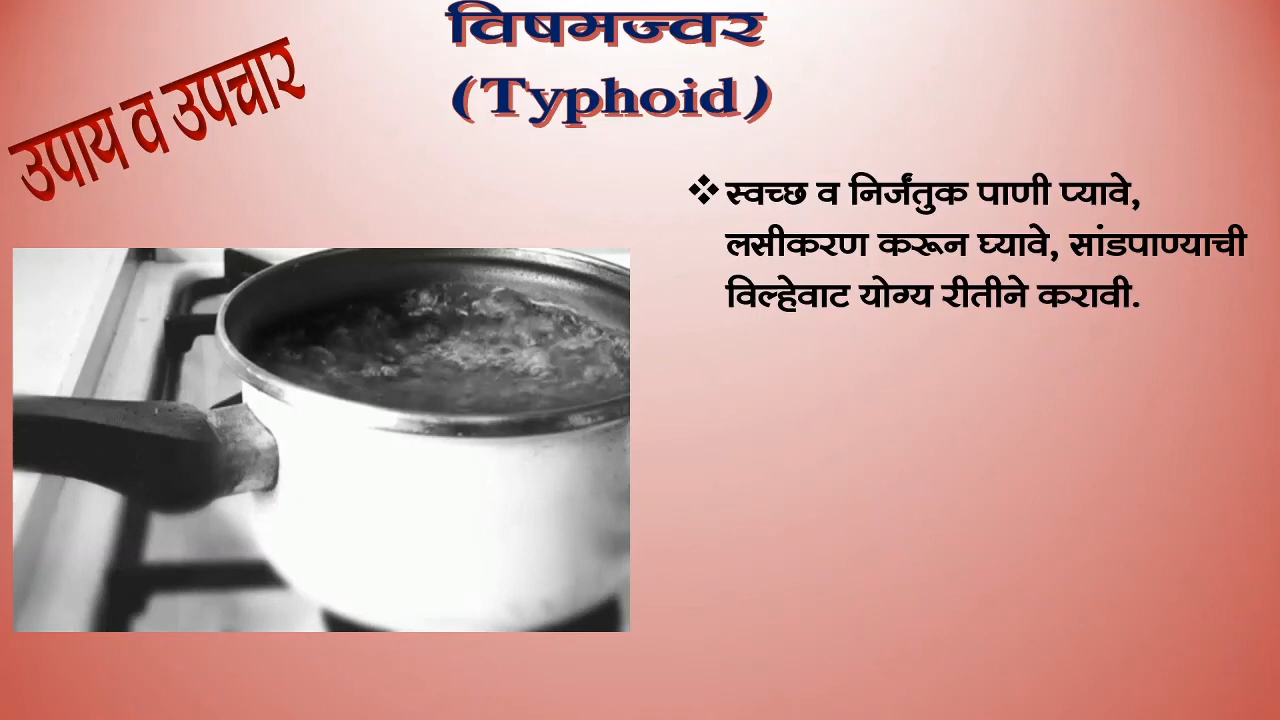 विषमज्वर
(Typhoid)
उपाय व उपचार
❖ स्वच्छ व निर्जंतुक पाणी प्यावे,
लसीकरण करून घ्यावे, सांडपाण्याची
विल्हेवाट योग्य रीतीने करावी.